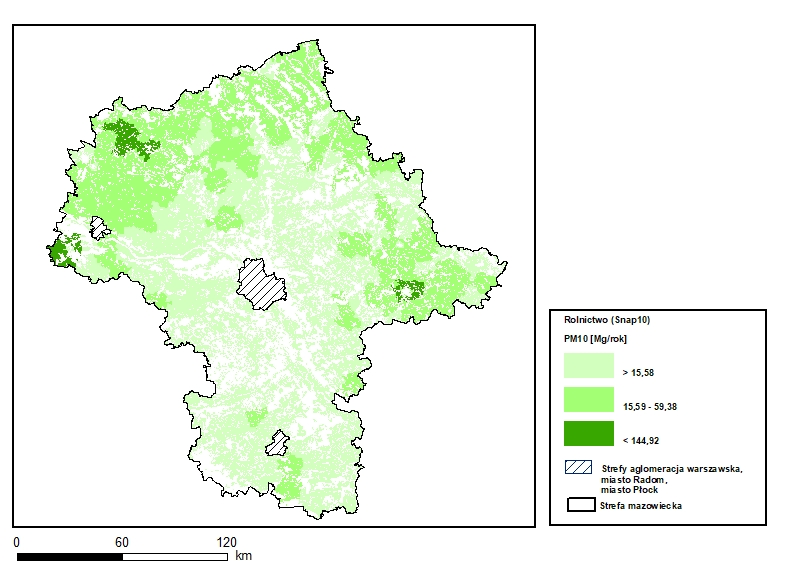 Rolnictwo (Snap10)
PM10 [Mg/rok]
> 15,58
15,59 - 59,38
< 144,92
Strefy aglomeracja warszawska,
miasto Radom,
miasto Płock
Strefa mazowiecka
0 60 120
km